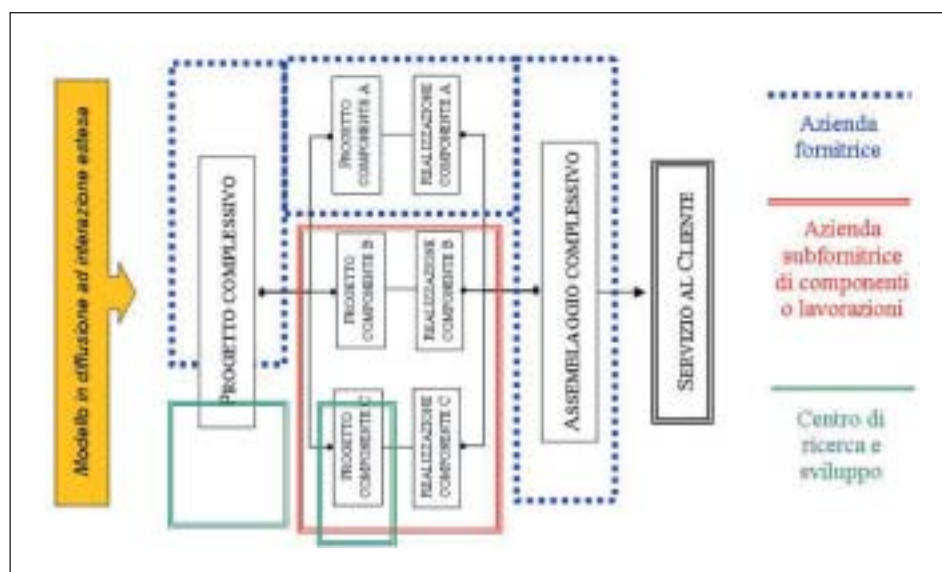 Modello in diffusione ad interazione estesa
PROGETTO COMPLESSIVO
PROGETTO
COMPONENTE A
REALIZZAZIONE
COMPONENTE A
PROGETTO
COMPONENTE B
REALIZZAZIONE
COMPONENTE B
PROGETTO
COMPONENTE C
REALIZZAZIONE
COMPONENTE C
ASSEMBLAGGIO COMPLESSIVO
SERVIZIO AL CLIENTE
Azienda
fornitrice
Azienda
subfornitrice
di componenti
o lavorazioni
Centro di
ricerca e
sviluppo